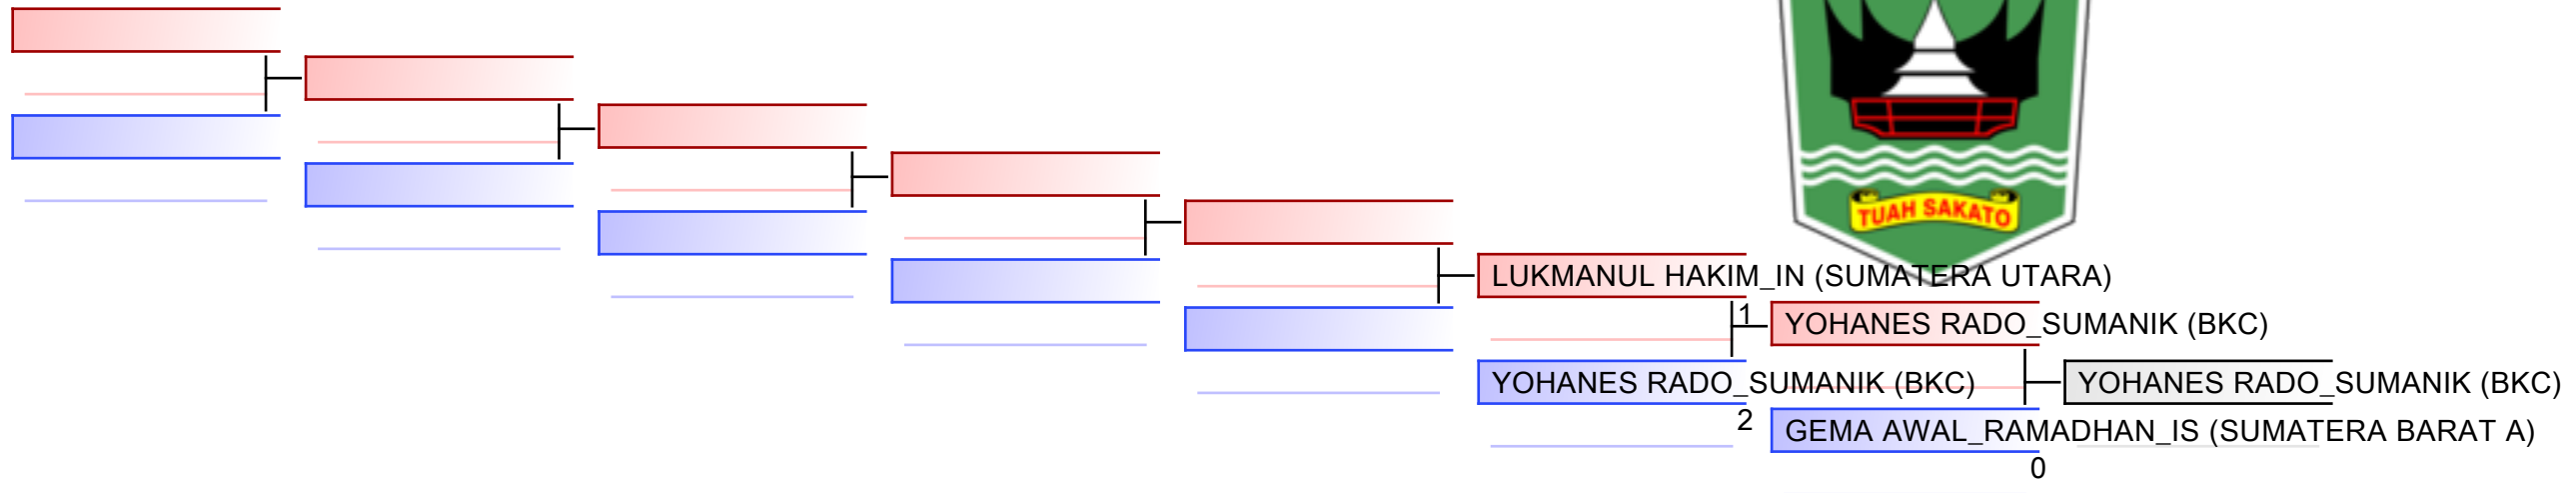 TUAH SAKATO
LUKMANUL HAKIM_IN (SUMATERA UTARA)
1
YOHANES RADO_SUMANIK (BKC)
YOHANES RADO_SUMANIK (BKC)
YOHANES RADO_SUMANIK (BKC)
2
GEMA AWAL_RAMADHAN_IS (SUMATERA BARAT A)
0